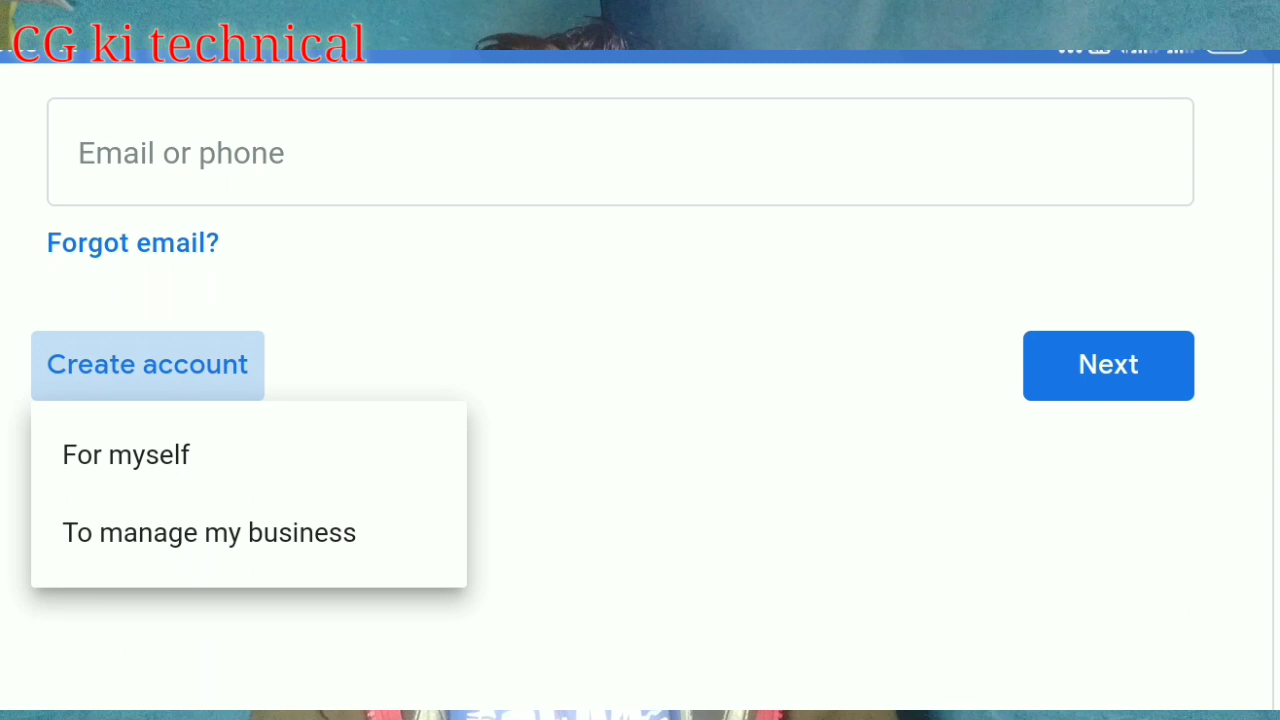 CG ki technical
Email or phone
Forgot email?
Create account
Next
For myself
To manage my business